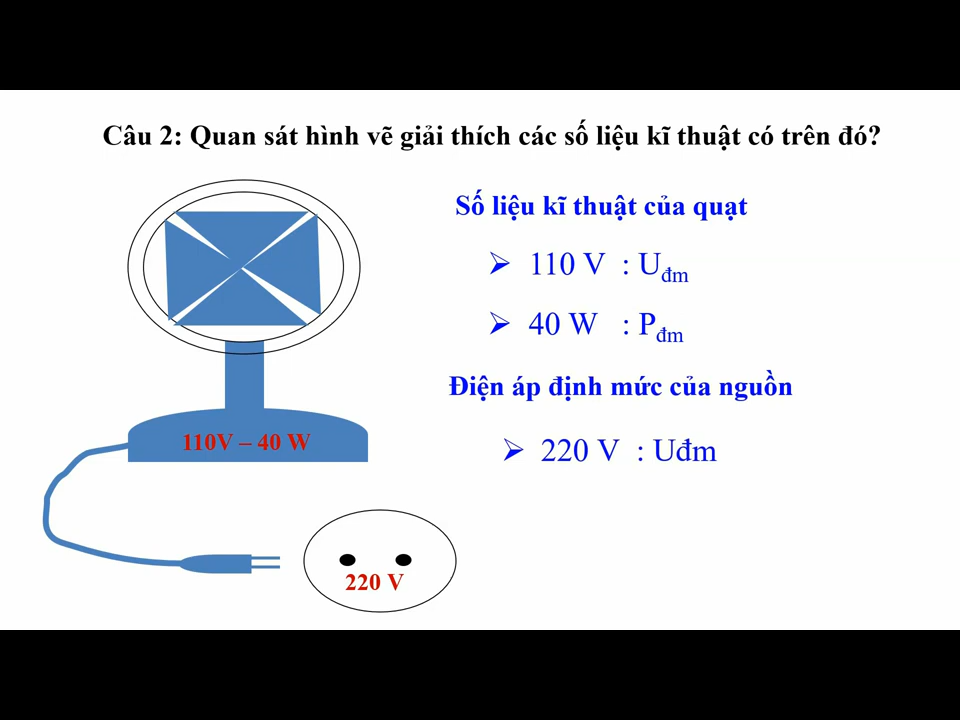 Câu 2: Quan sát hình vẽ giải thích các số liệu kĩ thuật có trên đó?
Số liệu kĩ thuật của quạt
➢ 110 V : Uđm
➢ 40 W : Pđm
Điện áp định mức của nguồn
➢ 220 V : Uđm
110V – 40 W
220 V